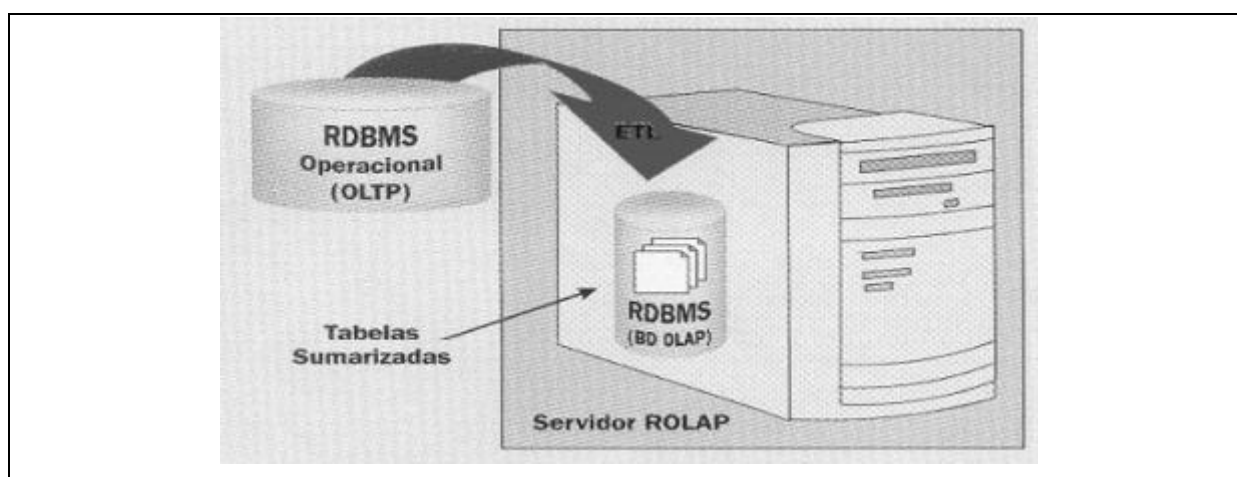 RDBMS
Operacional
(OLTP)
ETL
RDBMS
(BD OLAP)
Tabelas
Sumarizadas
Servidor ROLAP